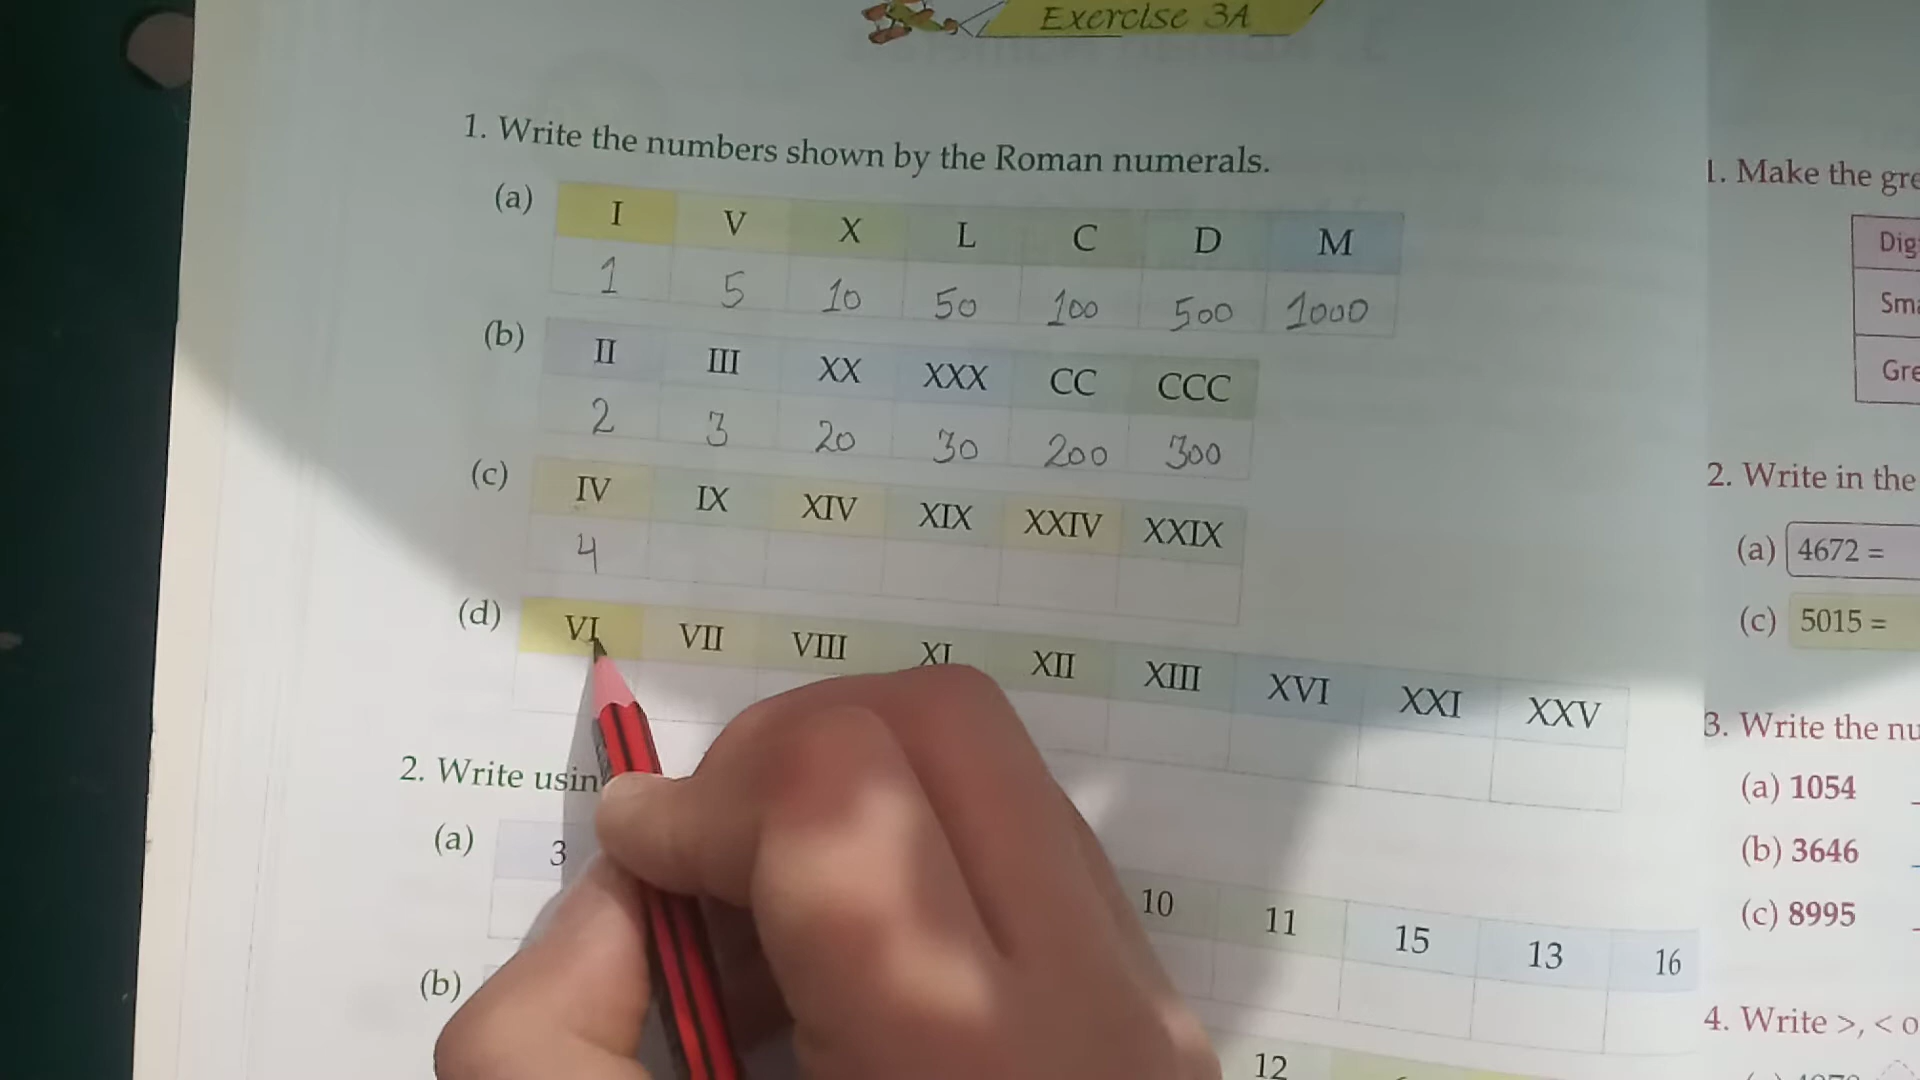 Exercise 3A
1. Write the numbers shown by the Roman numerals.
(a) I V X L C D M
1 5 10 50 100 500 1000
(b) II III XX XXX CC CCC
2 3 20 30 200 300
(c) IV IX XIV XIX XXIV XXIX
4
(d) VI VII VIII XI XII XIII XVI XXI XXV
2. Write usin
(a) 3 10 11 15 13 16
(b)
12
1. Make the gre
Dig
Sma
Gre
2. Write in the
(a) 4672 =
(c) 5015 =
3. Write the nu
(a) 1054
(b) 3646
(c) 8995
4. Write >, < o